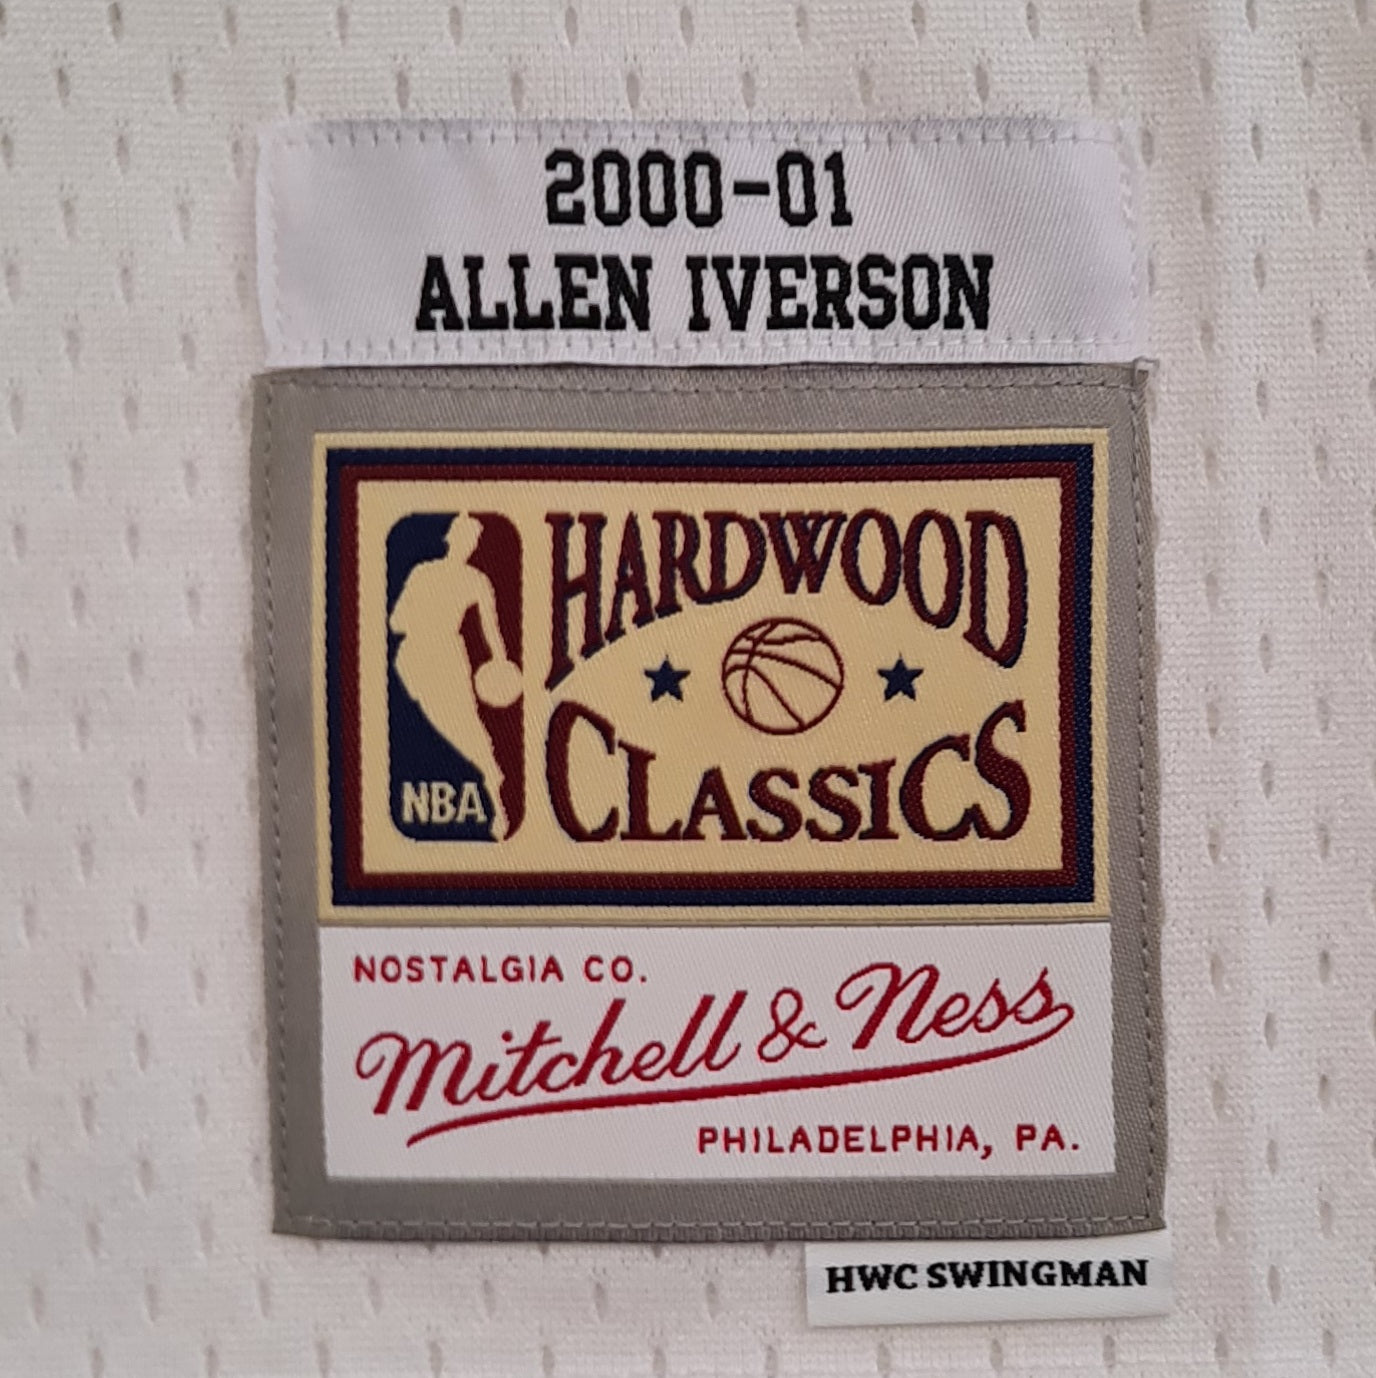 2000-01
ALLEN IVERSON
HARDWOOD
CLASSICS
NBA
NOSTALGIA CO.
Mitchell & Ness
PHILADELPHIA, PA.
HWC SWINGMAN